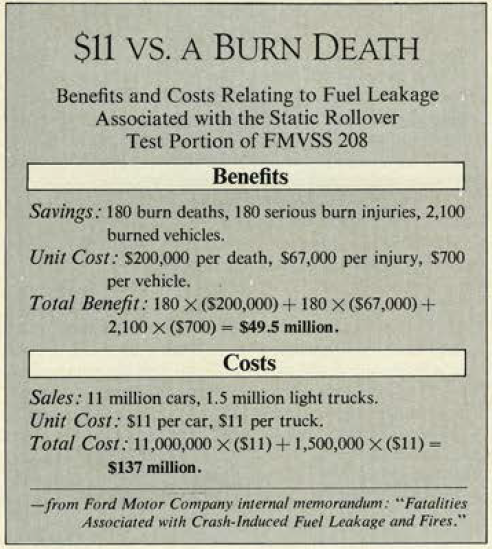 $11 VS. A BURN DEATH
Benefits and Costs Relating to Fuel Leakage
Associated with the Static Rollover
Test Portion of FMVSS 208
Benefits
Savings: 180 burn deaths, 180 serious burn injuries, 2,100
burned vehicles.
Unit Cost: $200,000 per death, $67,000 per injury, $700
per vehicle.
Total Benefit: 180 × ($200,000) + 180 × ($67,000) +
2,100 × ($700) = $49.5 million.
Costs
Sales: 11 million cars, 1.5 million light trucks.
Unit Cost: $11 per car, $11 per truck.
Total Cost: 11,000,000 × ($11) + 1,500,000 × ($11) =
$137 million.
—from Ford Motor Company internal memorandum: "Fatalities
Associated with Crash-Induced Fuel Leakage and Fires."